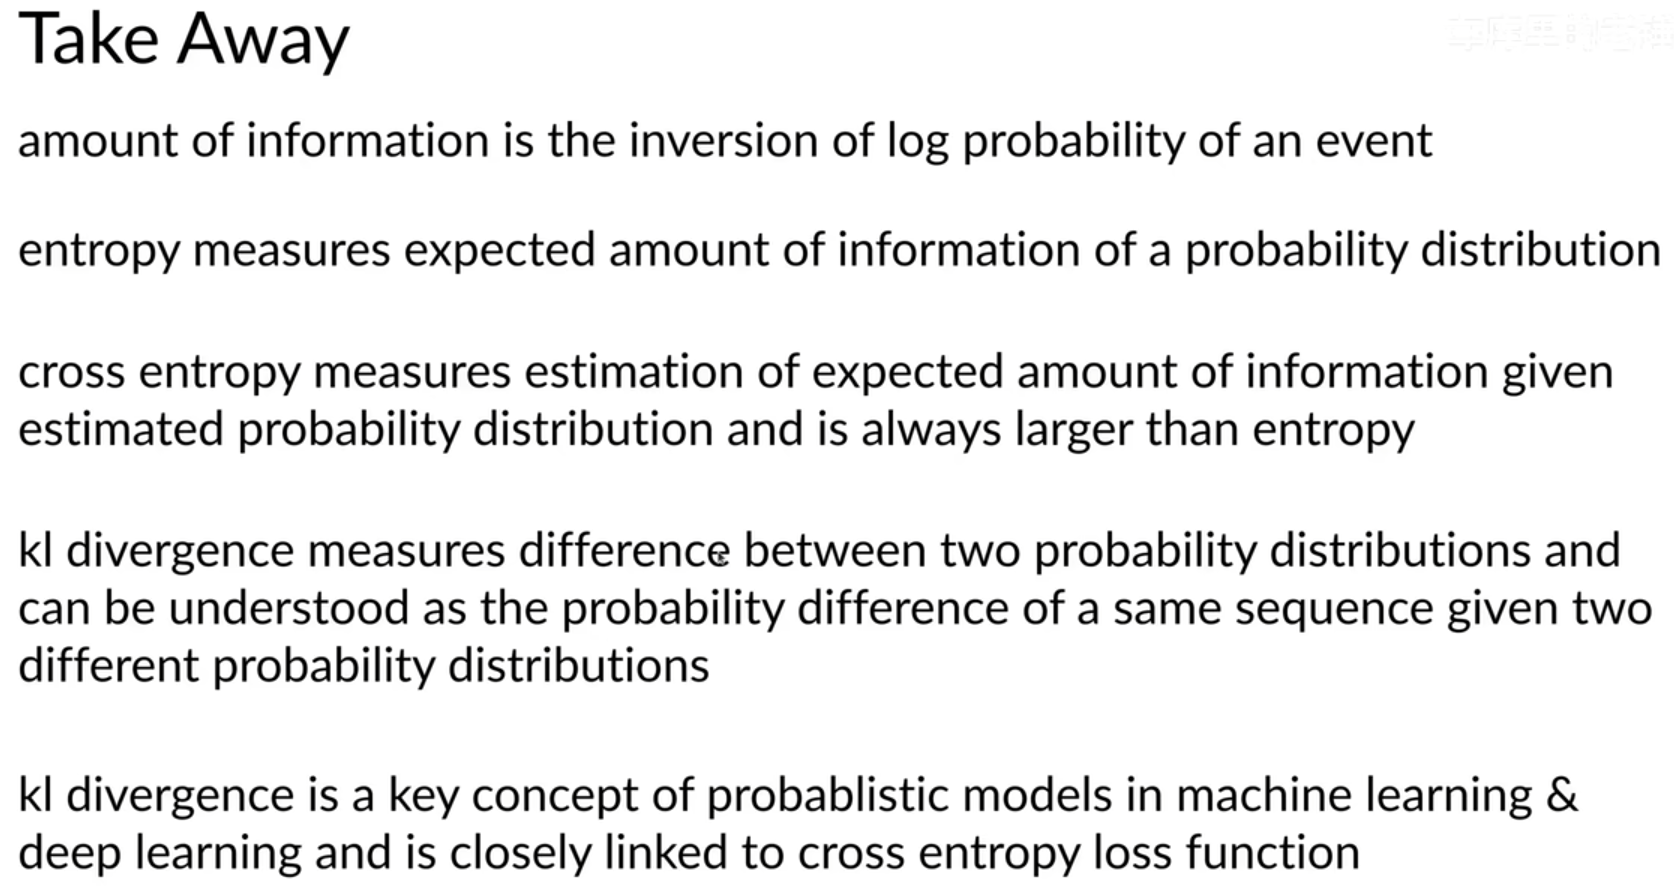 Take Away
amount of information is the inversion of log probability of an event
entropy measures expected amount of information of a probability distribution
cross entropy measures estimation of expected amount of information given
estimated probability distribution and is always larger than entropy
kl divergence measures difference between two probability distributions and
can be understood as the probability difference of a same sequence given two
different probability distributions
kl divergence is a key concept of probablistic models in machine learning &
deep learning and is closely linked to cross entropy loss function